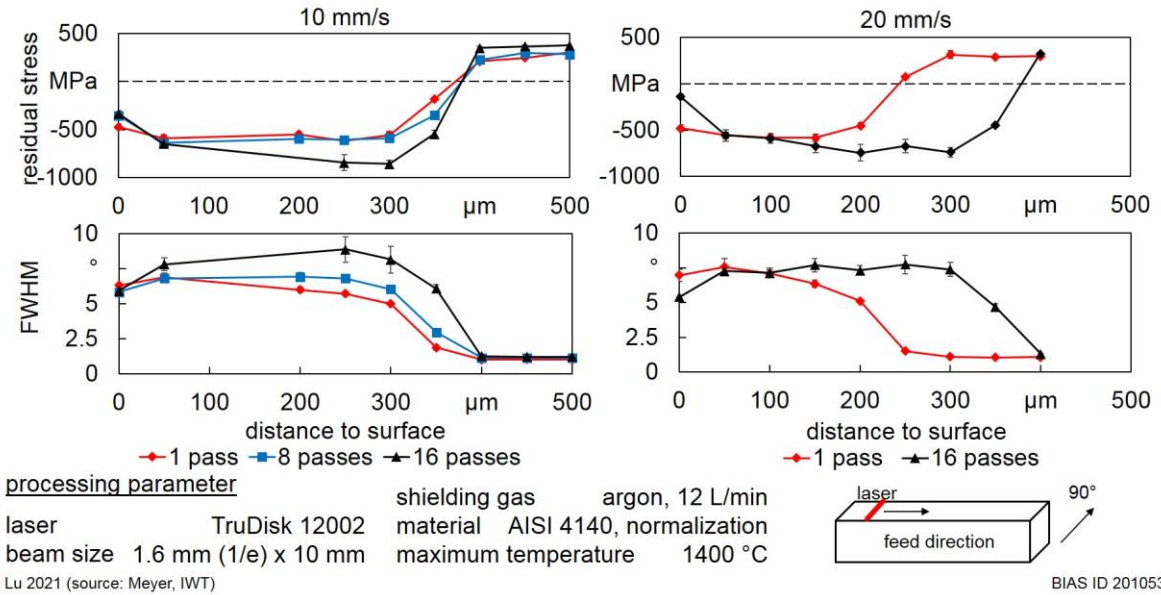 10 mm/s
20 mm/s
residual stress
500
MPa
-500
-1000
0 100 200 300 µm 500
500
MPa
-500
-1000
0 100 200 300 µm 500
FWHM
10
°
5
2.5
0
0 100 200 300 µm 500
distance to surface
1 pass 8 passes 16 passes
10
°
5
2.5
0
0 100 200 300 µm 500
distance to surface
1 pass 16 passes
processing parameter
laser TruDisk 12002
beam size 1.6 mm (1/e) x 10 mm
shielding gas argon, 12 L/min
material AISI 4140, normalization
maximum temperature 1400 °C
laser
90°
feed direction
Lu 2021 (source: Meyer, IWT)
BIAS ID 201053